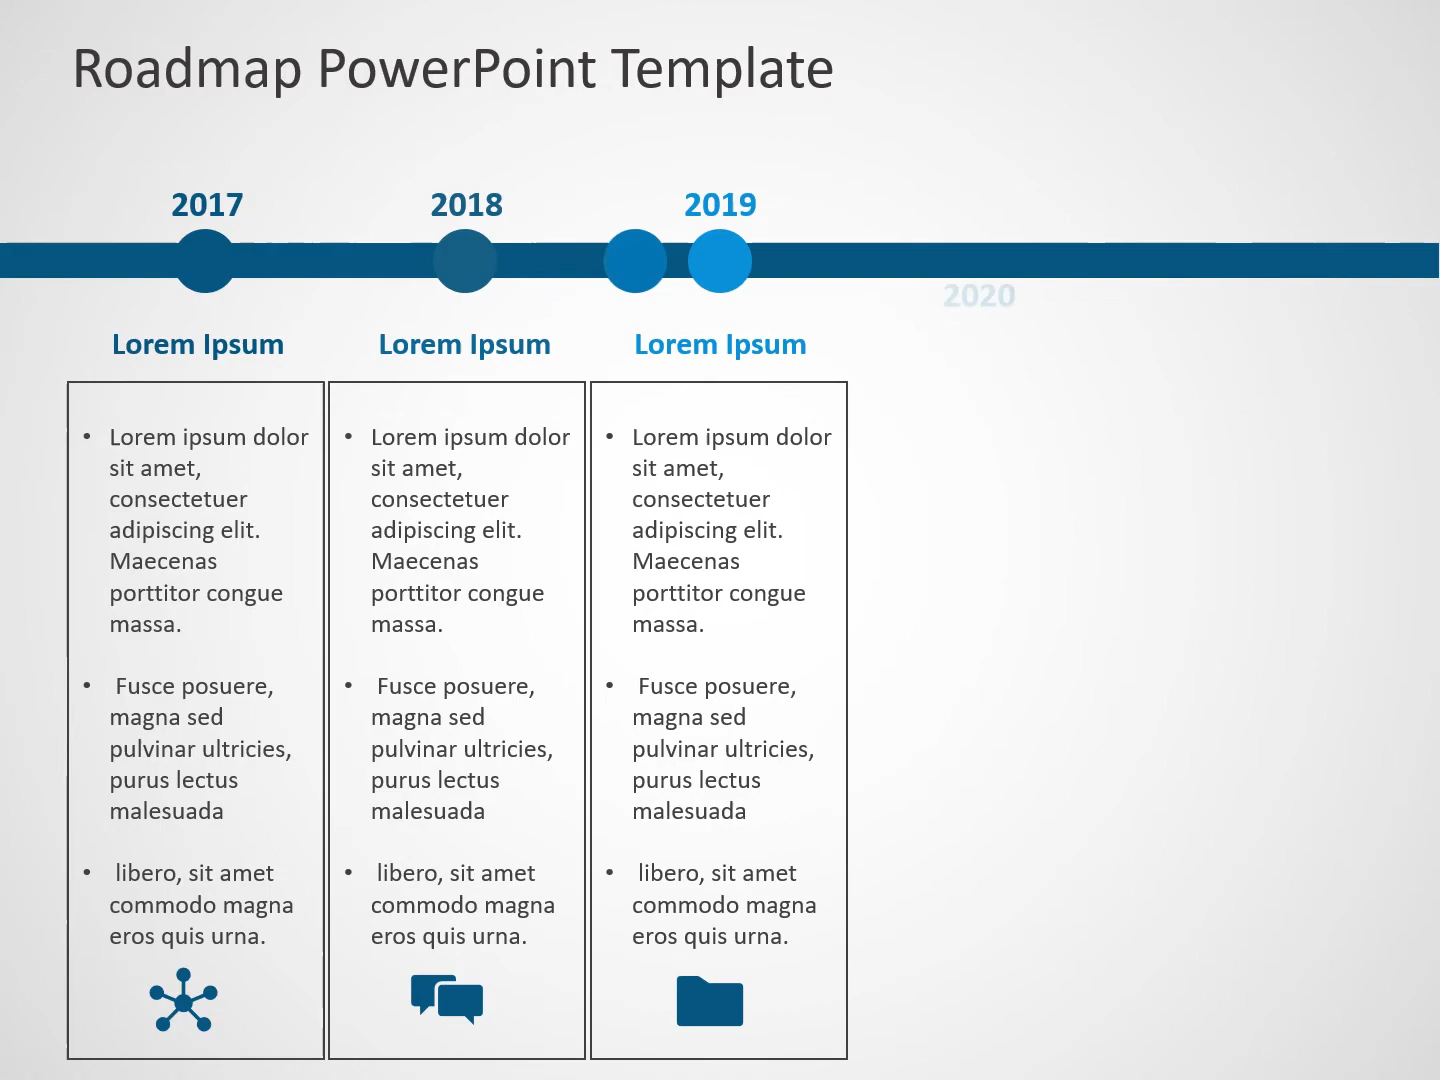 Roadmap PowerPoint Template
2017
2018
2019
2020
Lorem Ipsum
Lorem Ipsum
Lorem Ipsum
• Lorem ipsum dolor
sit amet,
consectetuer
adipiscing elit.
Maecenas
porttitor congue
massa.
• Fusce posuere,
magna sed
pulvinar ultricies,
purus lectus
malesuada
• libero, sit amet
commodo magna
eros quis urna.
• Lorem ipsum dolor
sit amet,
consectetuer
adipiscing elit.
Maecenas
porttitor congue
massa.
• Fusce posuere,
magna sed
pulvinar ultricies,
purus lectus
malesuada
• libero, sit amet
commodo magna
eros quis urna.
• Lorem ipsum dolor
sit amet,
consectetuer
adipiscing elit.
Maecenas
porttitor congue
massa.
• Fusce posuere,
magna sed
pulvinar ultricies,
purus lectus
malesuada
• libero, sit amet
commodo magna
eros quis urna.